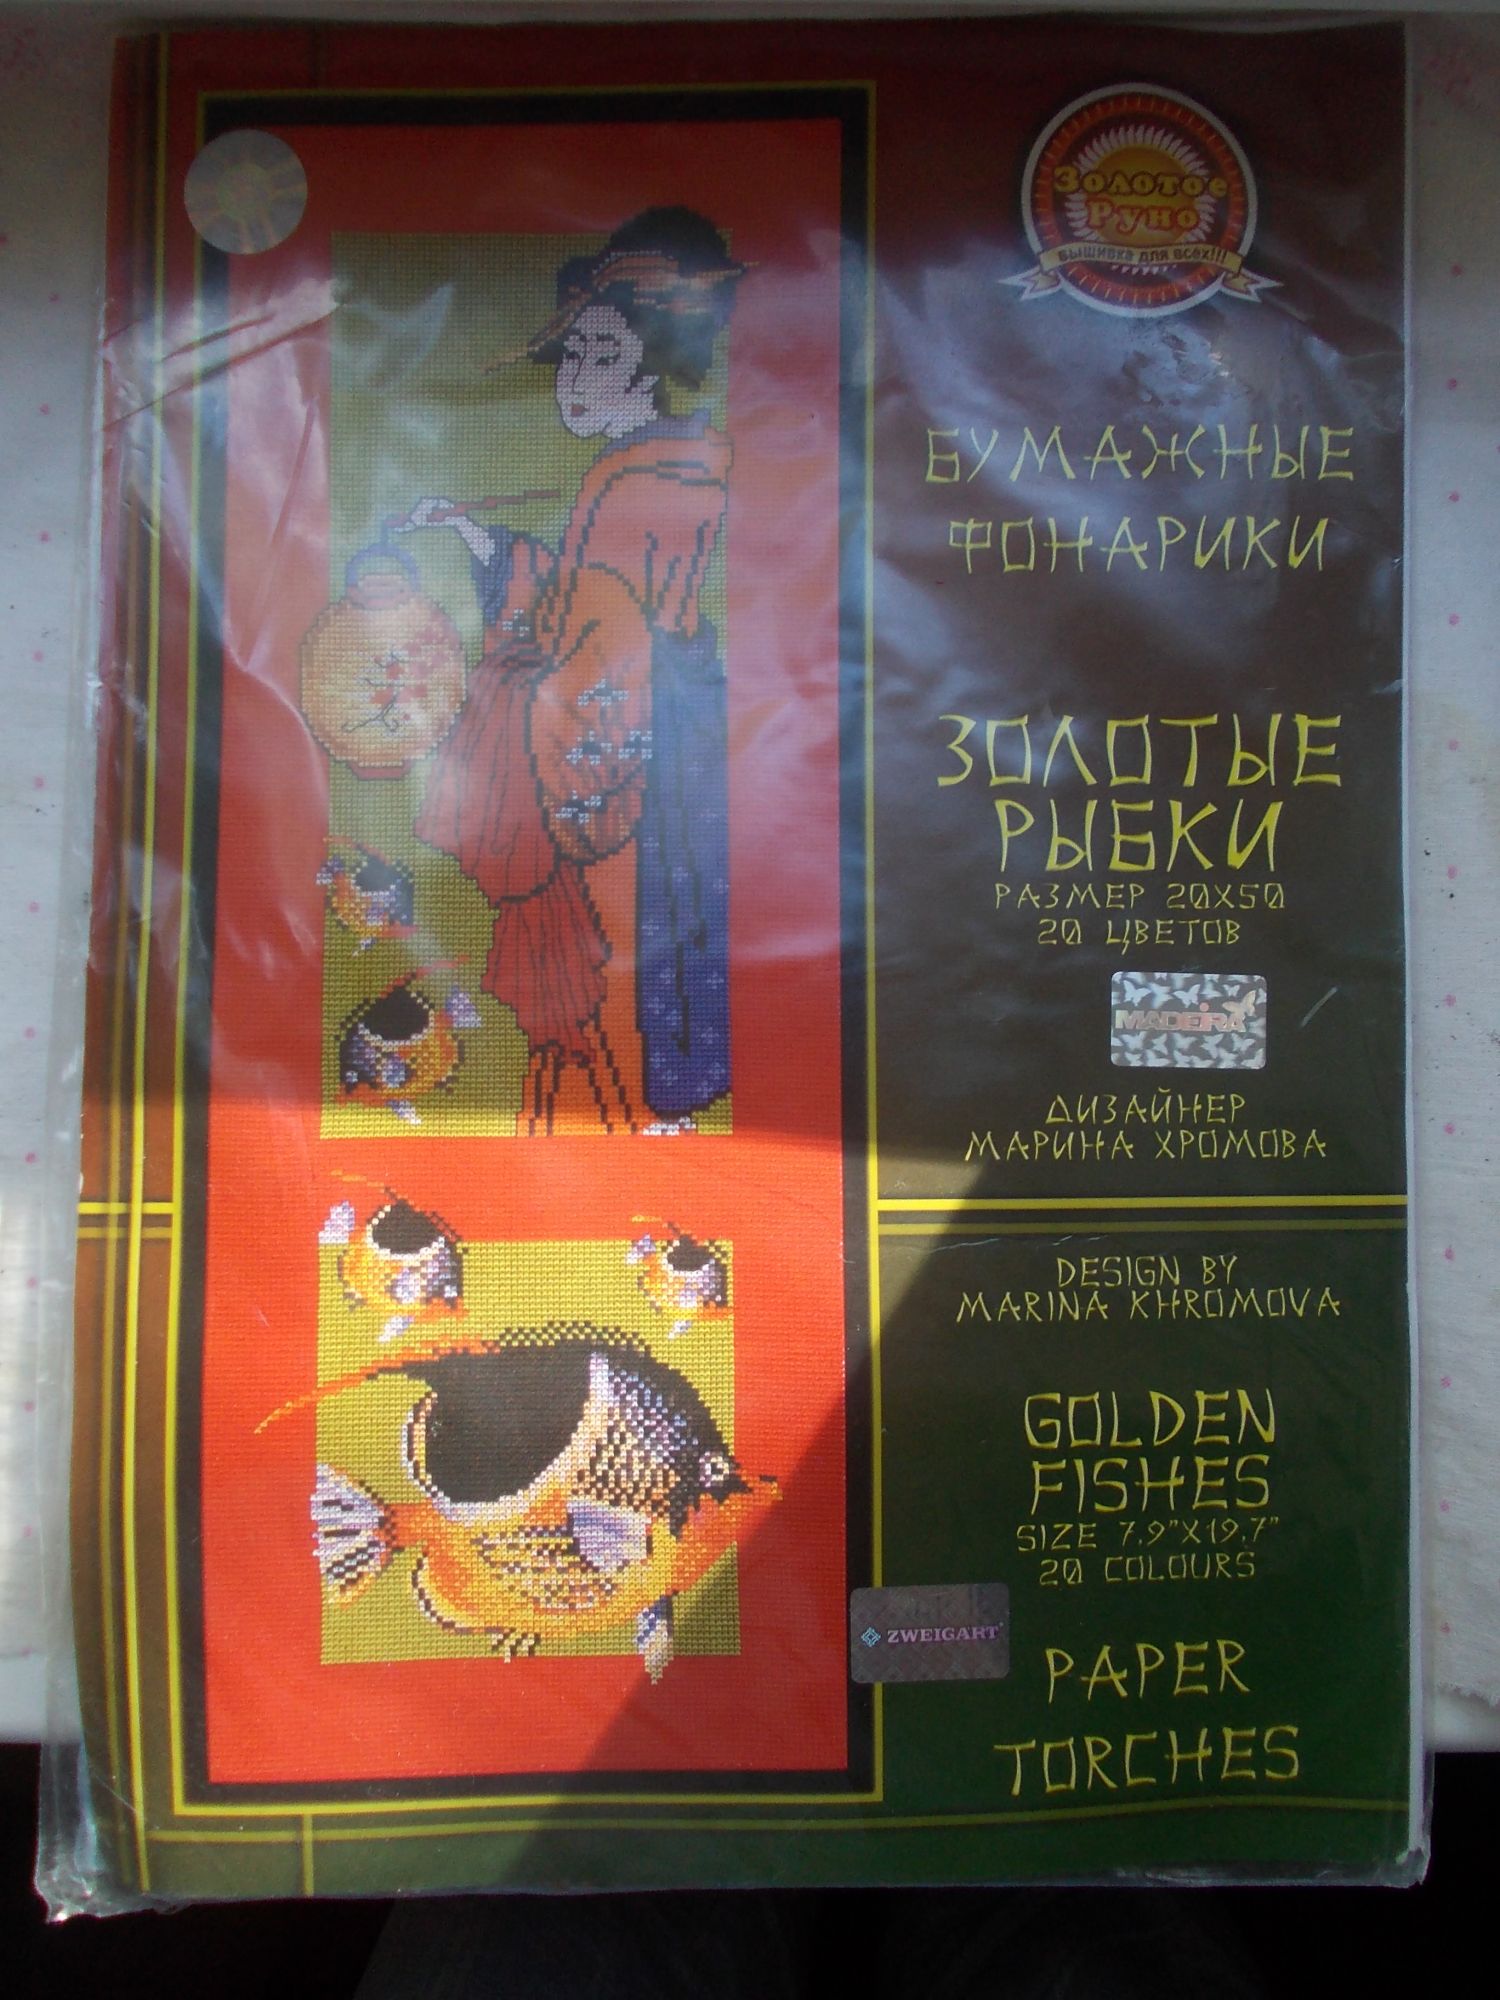 Золотое
Руно
ВЫШИВКА ДЛЯ ВСЕХ!!!
БУМАЖНЫЕ
ФОНАРИКИ
ЗОЛОТЫЕ
РЫБКИ
РАЗМЕР 20X50
20 ЦВЕТОВ
MADEIRA
ДИЗАЙНЕР
МАРИНА ХРОМОВА
DESIGN BY
MARINA KHROMOVA
GOLDEN
FISHES
SIZE 7,9"X19,7"
20 COLOURS
ZWEIGART®
PAPER
TORCHES